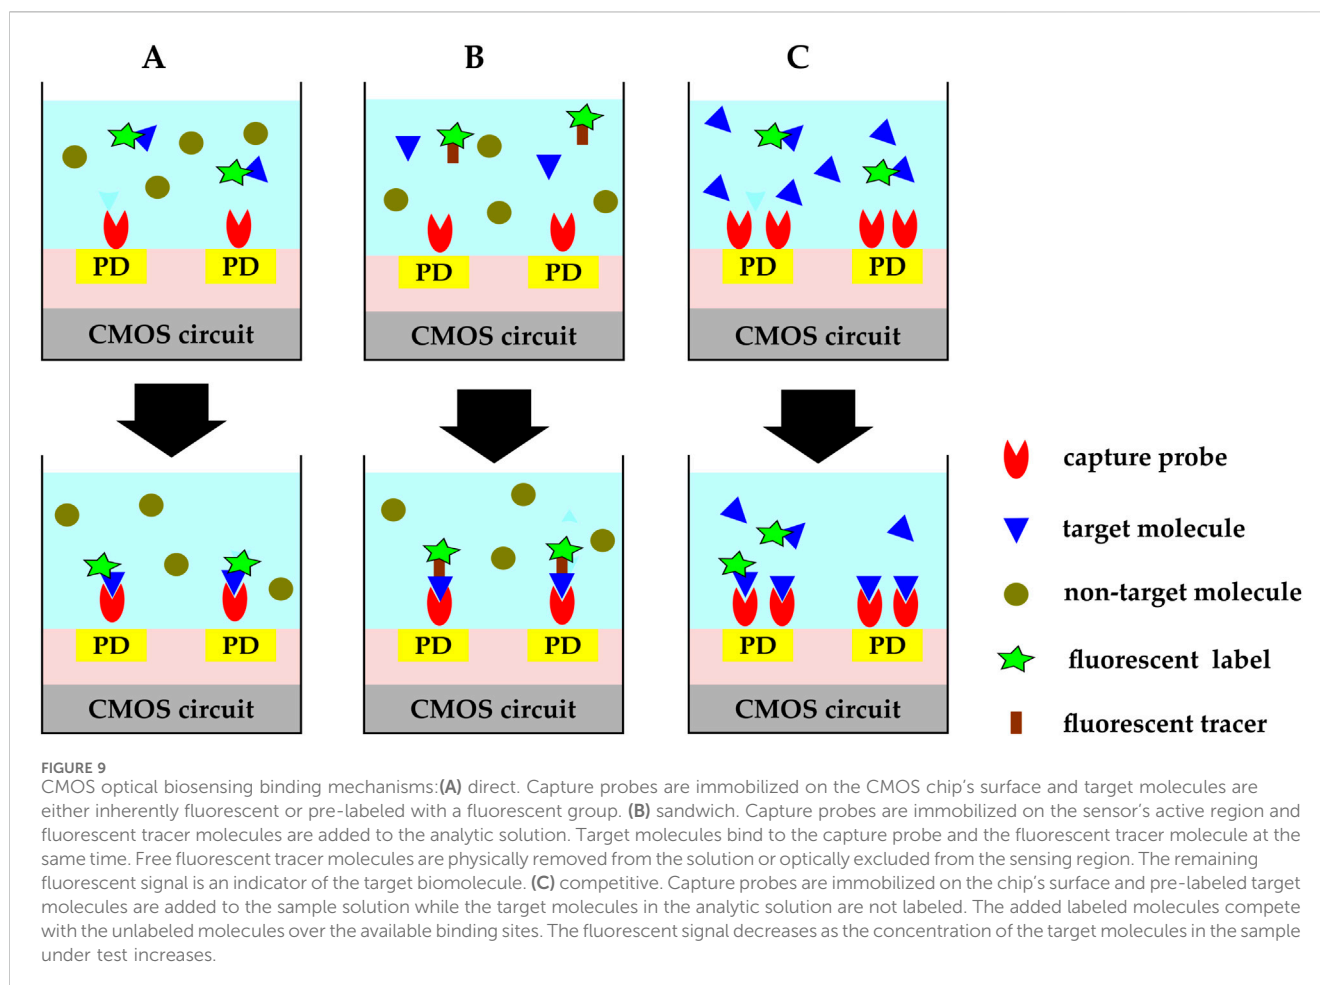 A
B
C
PD
PD
PD
PD
PD
PD
CMOS circuit
CMOS circuit
CMOS circuit
capture probe
target molecule
non-target molecule
fluorescent label
fluorescent tracer
PD
PD
PD
PD
PD
PD
CMOS circuit
CMOS circuit
CMOS circuit
FIGURE 9
CMOS optical biosensing binding mechanisms:(A) direct. Capture probes are immobilized on the CMOS chip's surface and target molecules are
either inherently fluorescent or pre-labeled with a fluorescent group. (B) sandwich. Capture probes are immobilized on the sensor's active region and
fluorescent tracer molecules are added to the analytic solution. Target molecules bind to the capture probe and the fluorescent tracer molecule at the
same time. Free fluorescent tracer molecules are physically removed from the solution or optically excluded from the sensing region. The remaining
fluorescent signal is an indicator of the target biomolecule. (C) competitive. Capture probes are immobilized on the chip's surface and pre-labeled target
molecules are added to the sample solution while the target molecules in the analytic solution are not labeled. The added labeled molecules compete
with the unlabeled molecules over the available binding sites. The fluorescent signal decreases as the concentration of the target molecules in the sample
under test increases.